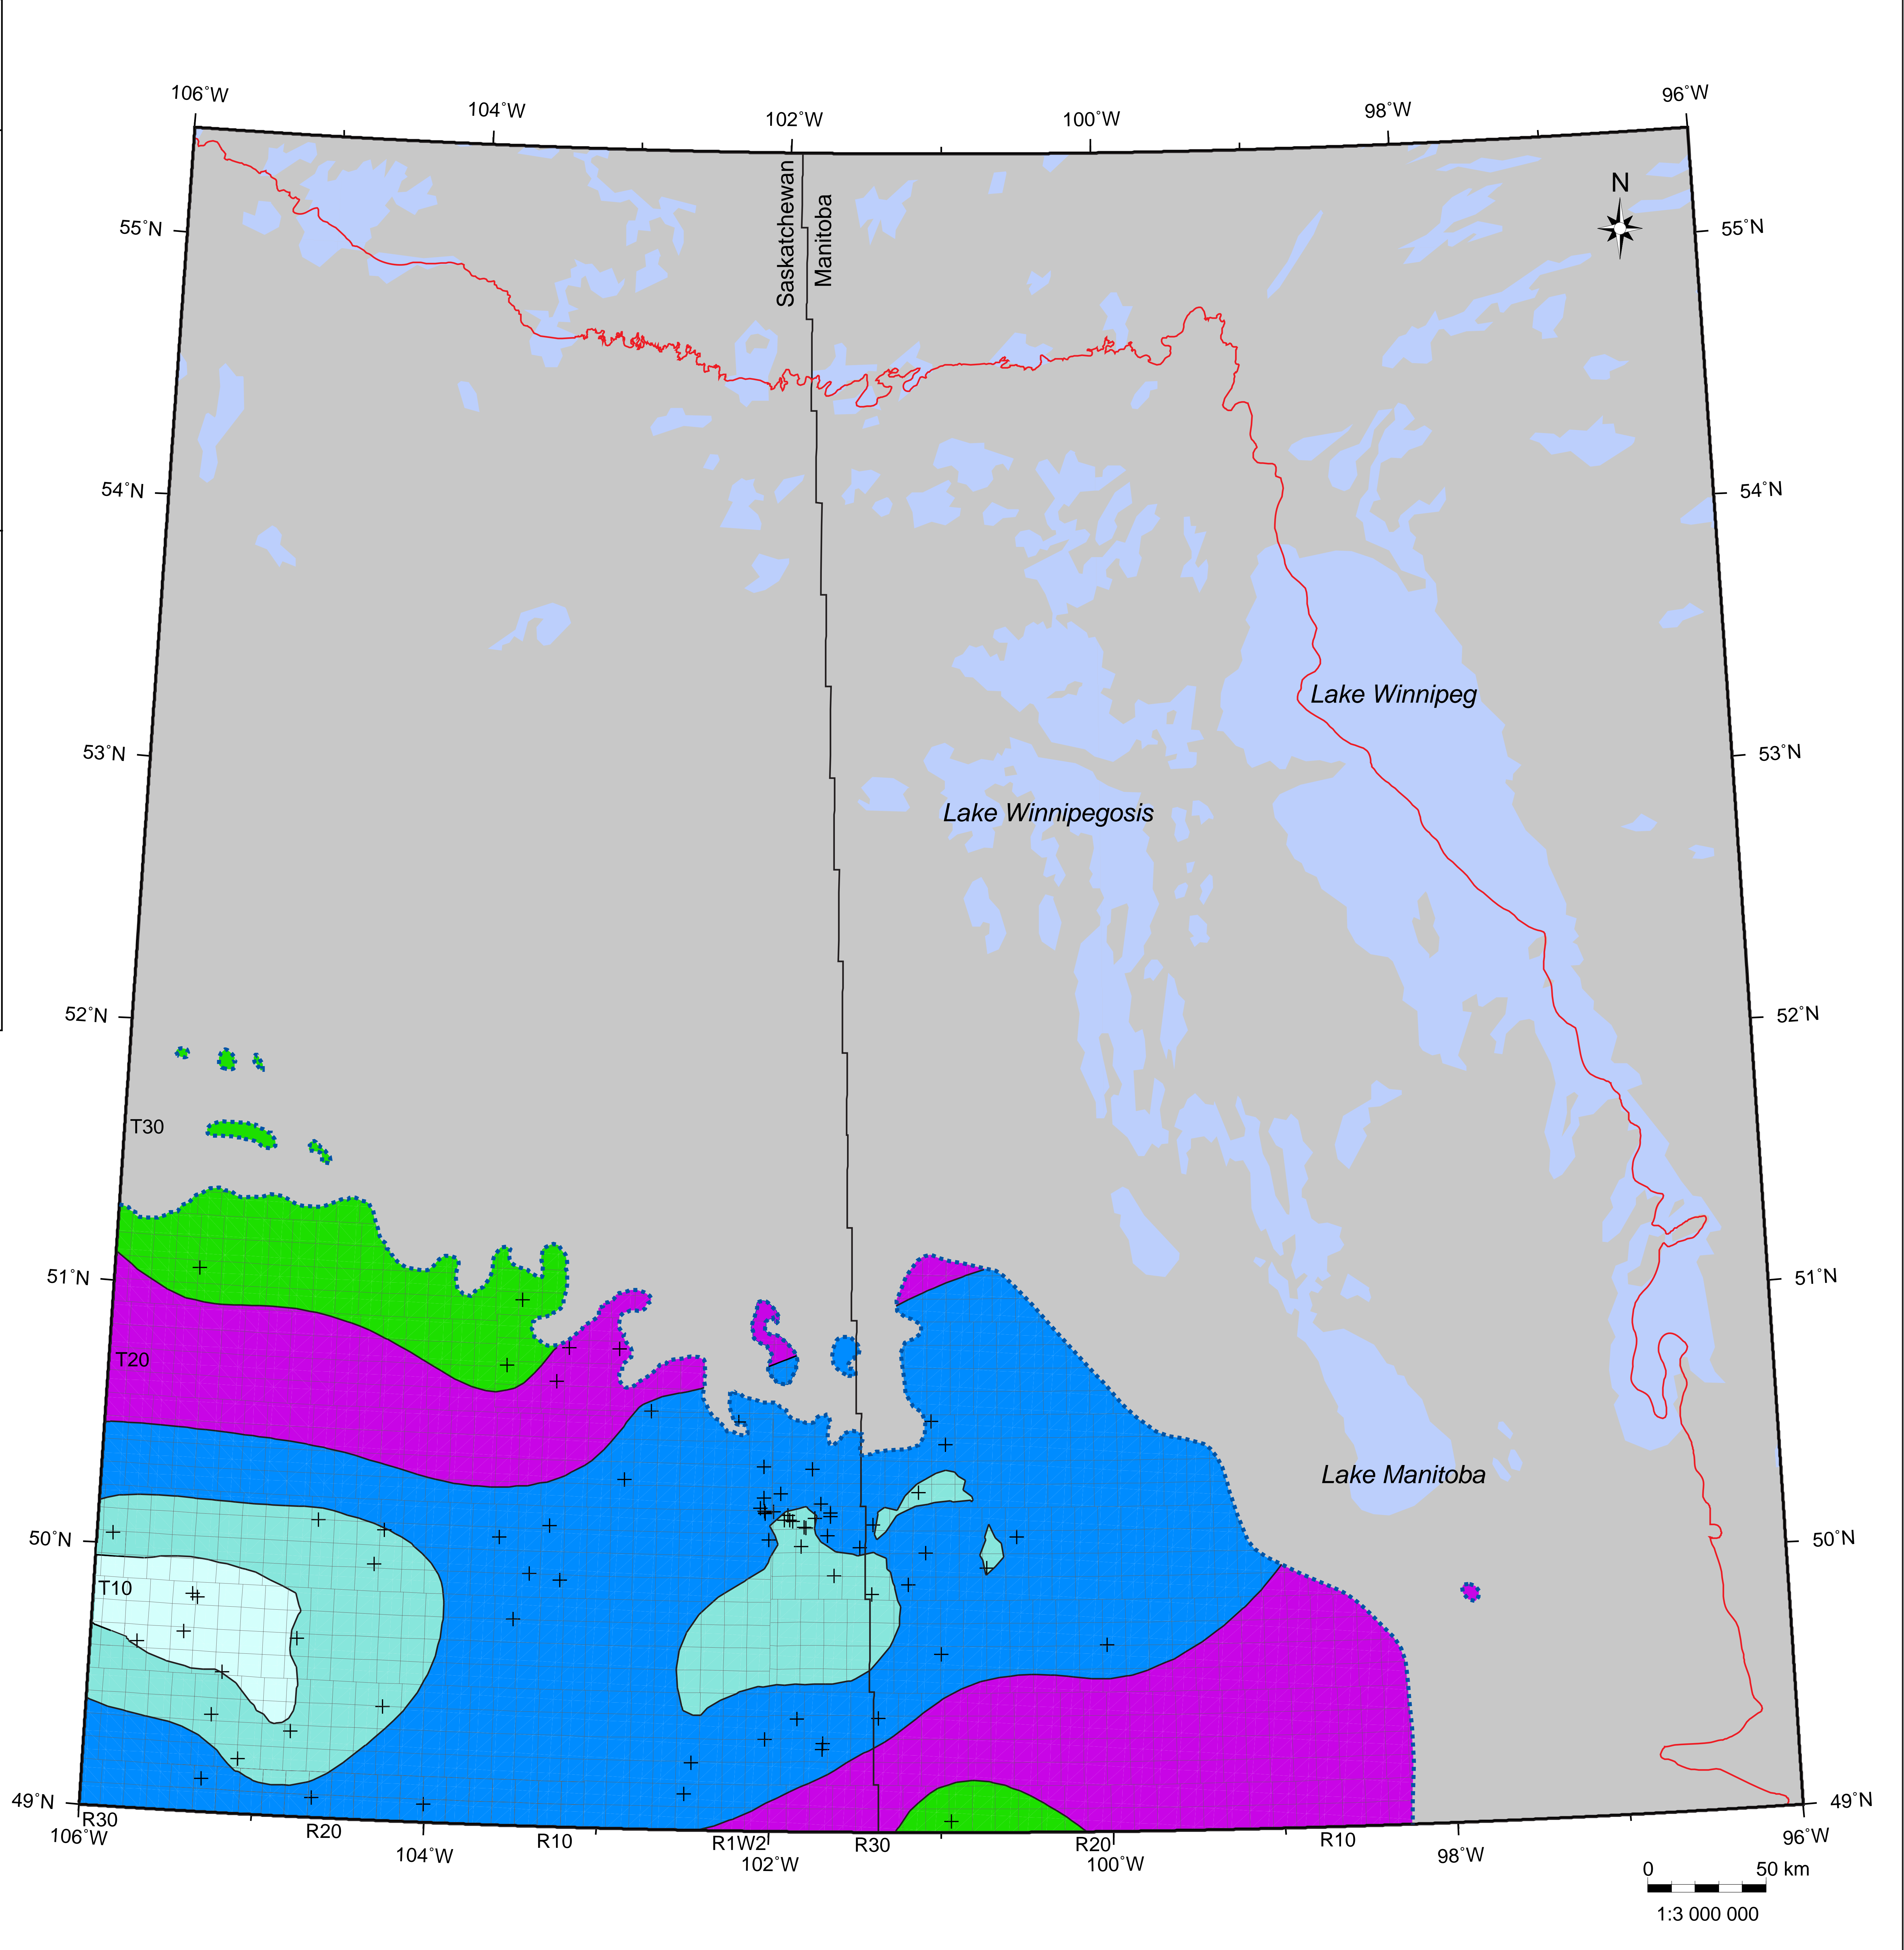 106°W
104°W
102°W
100°W
98°W
96°W
Saskatchewan
Manitoba
N
55°N
55°N
54°N
54°N
Lake Winnipeg
53°N
53°N
Lake Winnipegosis
52°N
52°N
T30
51°N
51°N
T20
Lake Manitoba
50°N
50°N
T10
49°N
49°N
R30
R20
R10
R1W2
R30
R20
R10
106°W
104°W
102°W
100°W
98°W
96°W
0 50 km
1:3 000 000